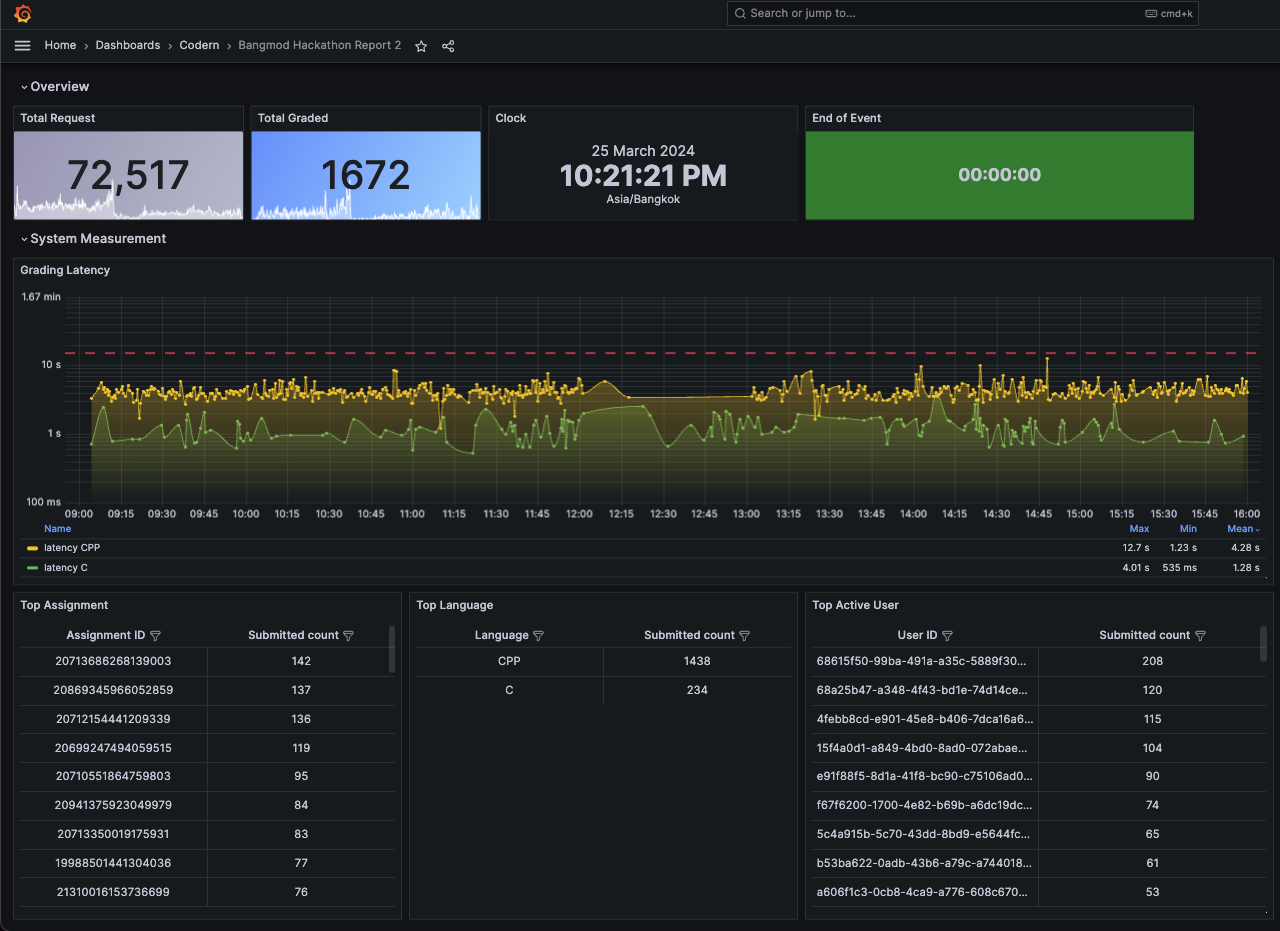 Search or jump to...
cmd+k
Home › Dashboards › Codern › Bangmod Hackathon Report 2
Overview
Total Request
72,517
Total Graded
1672
Clock
25 March 2024
10:21:21 PM
Asia/Bangkok
End of Event
00:00:00
System Measurement
Grading Latency
1.67 min
10 s
1 s
100 ms
09:00 09:15 09:30 09:45 10:00 10:15 10:30 10:45 11:00 11:15 11:30 11:45 12:00 12:15 12:30 12:45 13:00 13:15 13:30 13:45 14:00 14:15 14:30 14:45 15:00 15:15 15:30 15:45 16:00
Name Max Min Mean
latency CPP 12.7 s 1.23 s 4.28 s
latency C 4.01 s 535 ms 1.28 s
Top Assignment
Assignment ID Submitted count
20713686268139003 142
20869345966052859 137
20712154441209339 136
20699247494059515 119
20710551864759803 95
20941375923049979 84
20713350019175931 83
19988501441304036 77
21310016153736699 76
Top Language
Language Submitted count
CPP 1438
C 234
Top Active User
User ID Submitted count
68615f50-99ba-491a-a35c-5889f30... 208
68a25b47-a348-4f43-bd1e-74d14ce... 120
4febb8cd-e901-45e8-b406-7dca16a6... 115
15f4a0d1-a849-4bd0-8ad0-072abae... 104
e91f88f5-8d1a-41f8-bc90-c75106ad0... 90
f67f6200-1700-4e82-b69b-a6dc19dc... 74
5c4a915b-5c70-43dd-8bd9-e5644fc... 65
b53ba622-0adb-43b6-a79c-a744018... 61
a606f1c3-0cb8-4ca9-a776-608c670... 53